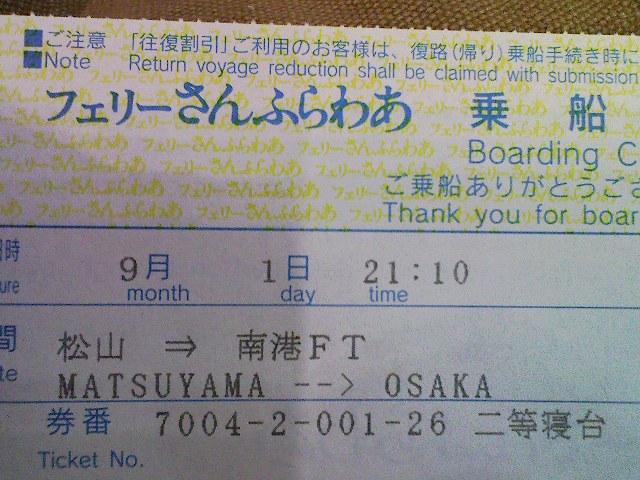 ■ご注意 「往復割引」ご利用のお客様は、復路(帰り)乗船手続き時に
■Note Return voyage reduction shall be claimed with submission
フェリーさんふらわあ 乗 船
Boarding C
ご乗船ありがとうござ
Thank you for boar
時 9月 1日 21:10
ure month day time
間 松山 ⇒ 南港FT
te MATSUYAMA --> OSAKA
券番 7004-2-001-26 二等寝台
Ticket No.